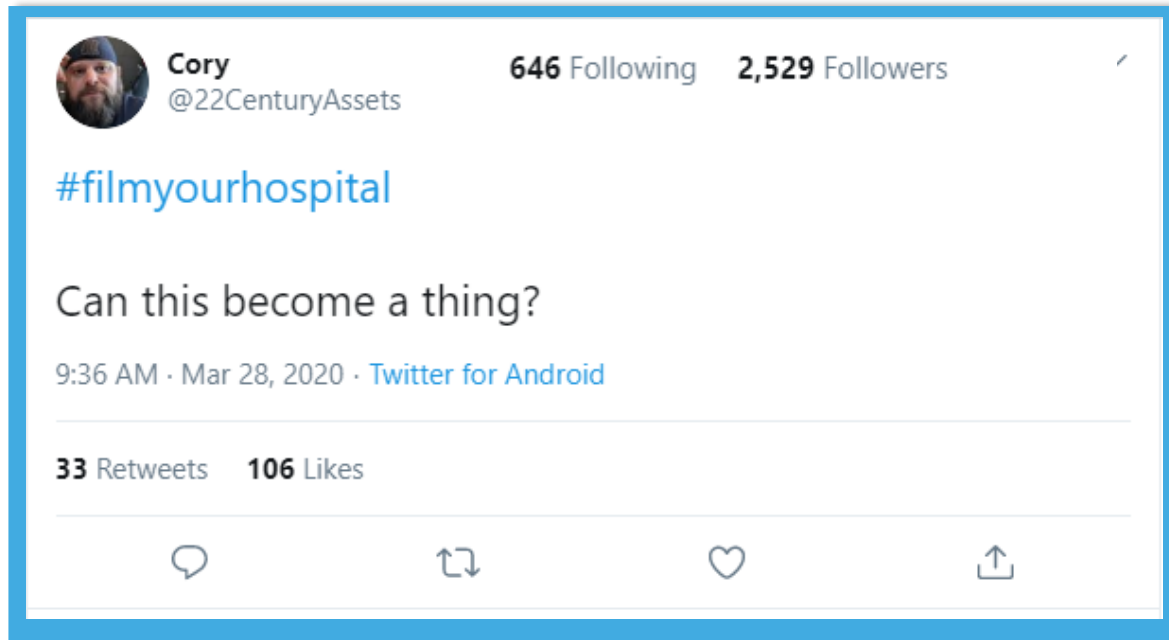 Cory 646 Following 2,529 Followers
@22CenturyAssets
#filmyourhospital
Can this become a thing?
9:36 AM · Mar 28, 2020 · Twitter for Android
33 Retweets 106 Likes